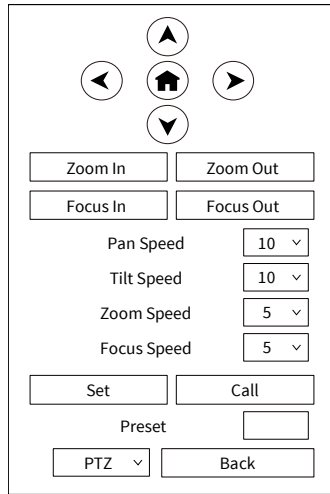 Zoom In Zoom Out
Focus In Focus Out
Pan Speed 10
Tilt Speed 10
Zoom Speed 5
Focus Speed 5
Set Call
Preset
PTZ Back